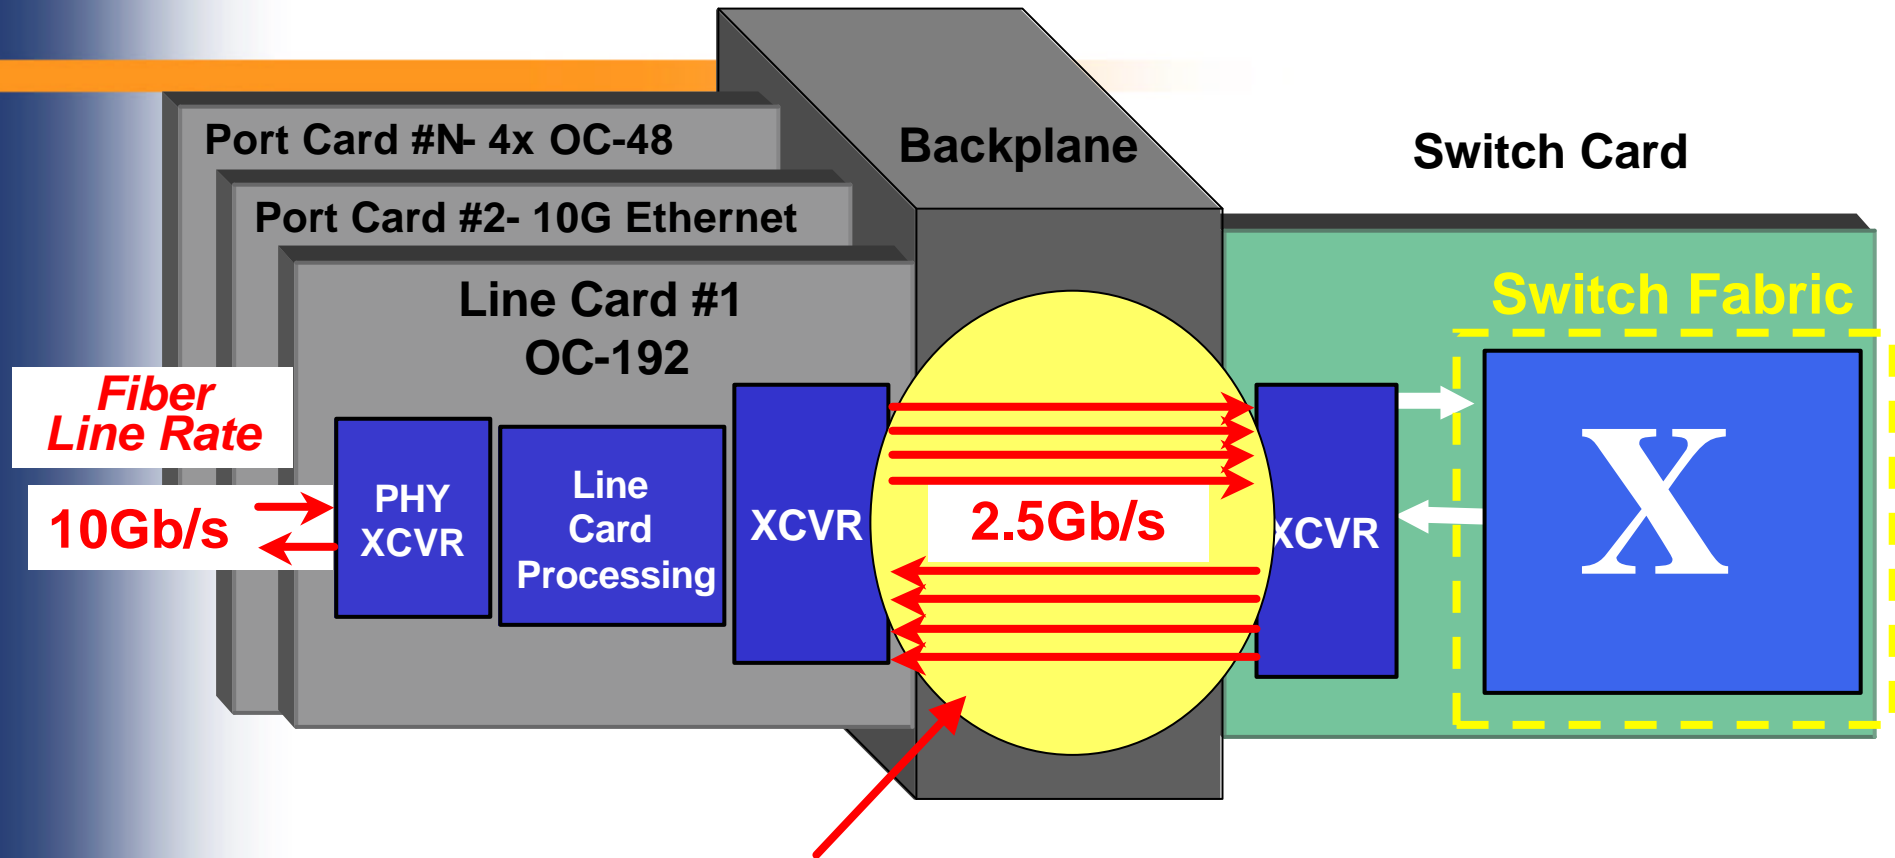 Port Card #N- 4x OC-48
Port Card #2- 10G Ethernet
Line Card #1
OC-192
Backplane
Switch Card
Switch Fabric
Fiber
Line Rate
10Gb/s
PHY
XCVR
Line
Card
Processing
XCVR
2.5Gb/s
XCVR
X